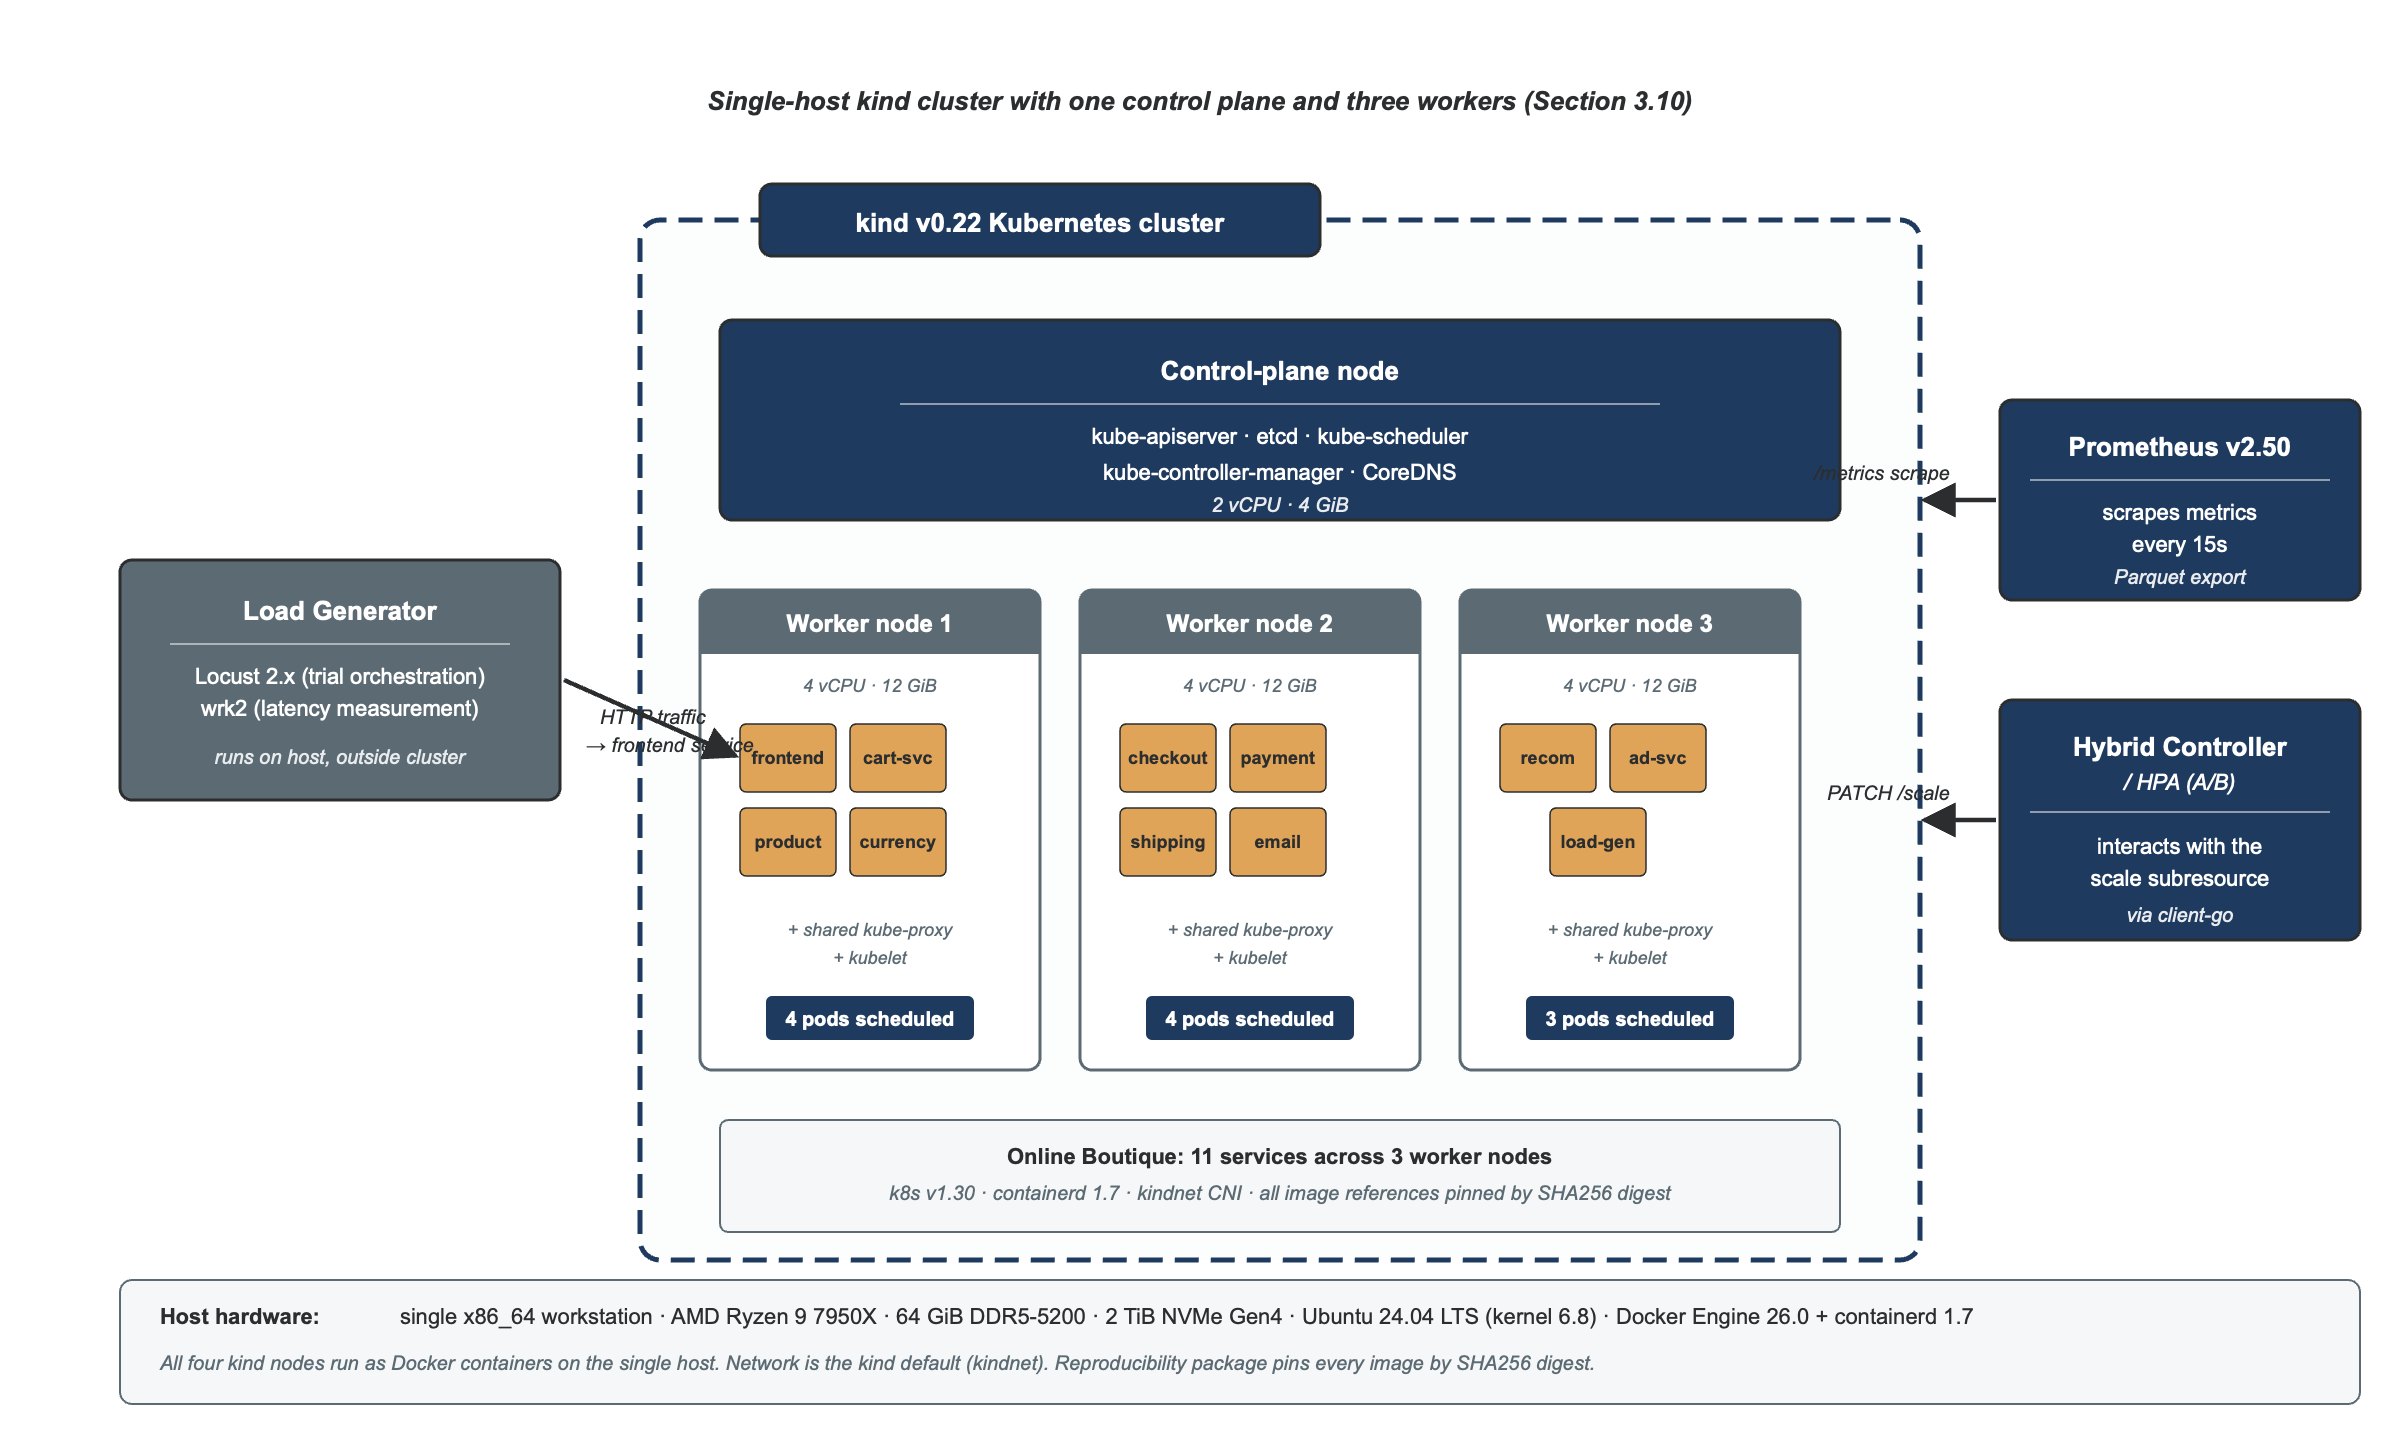 Single-host kind cluster with one control plane and three workers (Section 3.10)
kind v0.22 Kubernetes cluster
Control-plane node
kube-apiserver · etcd · kube-scheduler
kube-controller-manager · CoreDNS
2 vCPU · 4 GiB
Load Generator
Locust 2.x (trial orchestration)
wrk2 (latency measurement)
runs on host, outside cluster
HTTP traffic
→ frontend service
Worker node 1
4 vCPU · 12 GiB
frontend
cart-svc
product
currency
+ shared kube-proxy
+ kubelet
4 pods scheduled
Worker node 2
4 vCPU · 12 GiB
checkout
payment
shipping
email
+ shared kube-proxy
+ kubelet
4 pods scheduled
Worker node 3
4 vCPU · 12 GiB
recom
ad-svc
load-gen
+ shared kube-proxy
+ kubelet
3 pods scheduled
/metrics scrape
Prometheus v2.50
scrapes metrics
every 15s
Parquet export
PATCH /scale
Hybrid Controller
/ HPA (A/B)
interacts with the
scale subresource
via client-go
Online Boutique: 11 services across 3 worker nodes
k8s v1.30 · containerd 1.7 · kindnet CNI · all image references pinned by SHA256 digest
Host hardware: single x86_64 workstation · AMD Ryzen 9 7950X · 64 GiB DDR5-5200 · 2 TiB NVMe Gen4 · Ubuntu 24.04 LTS (kernel 6.8) · Docker Engine 26.0 + containerd 1.7
All four kind nodes run as Docker containers on the single host. Network is the kind default (kindnet). Reproducibility package pins every image by SHA256 digest.